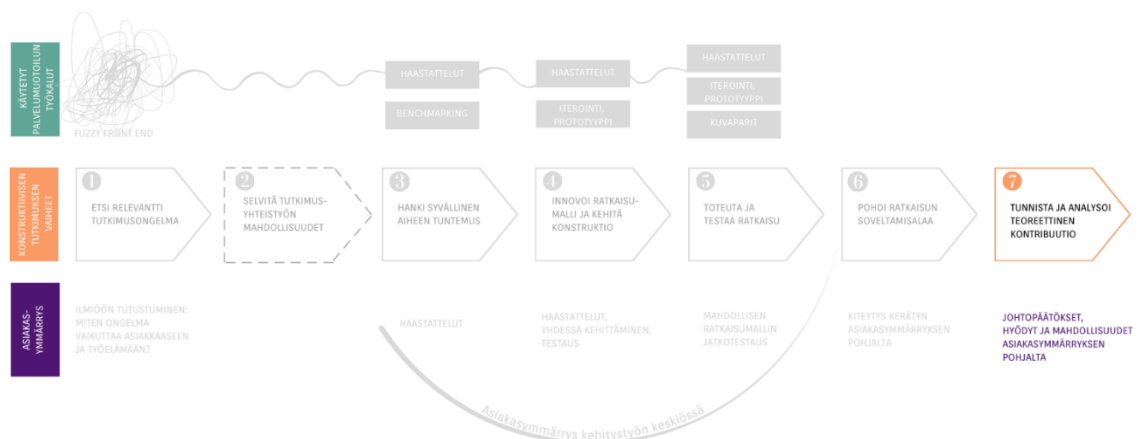 KÄYTETYT
PALVELUMUOTOILUN
TYÖKALUT
FUZZY FRONT END
HAASTATTELUT
BENCHMARKING
HAASTATTELUT
ITEROINTI,
PROTOTYYPPI
HAASTATTELUT
ITEROINTI,
PROTOTYYPPI
KUVAPARIT
KONSTRUKTIIVISEN
TUTKIMUKSEN
VAIHEET
1
ETSI RELEVANTTI
TUTKIMUSONGELMA
2
SELVITÄ TUTKIMUS-
YHTEISTYÖN
MAHDOLLISUUDET
3
HANKI SYVÄLLINEN
AIHEEN TUNTEMUS
4
INNOVOI RATKAISU-
MALLI JA KEHITÄ
KONSTRUKTIO
5
TOTEUTA JA
TESTAA RATKAISU
6
POHDI RATKAISUN
SOVELTAMISALAA
7
TUNNISTA JA ANALYSOI
TEOREETTINEN
KONTRIBUUTIO
ASIAKAS-
YMMÄRRYS
ILMIÖÖN TUTUSTUMINEN:
MITEN ONGELMA
VAIKUTTAA ASIAKKAASEEN
JA TYÖELÄMÄÄN?
HAASTATTELUT
HAASTATTELUT,
YHDESSÄ KEHITTÄMINEN,
TESTAUS
MAHDOLLISEN
RATKAISUMALLIN
JATKOTESTAUS
KITEYTYS KERÄTYN
ASIAKASYMMÄRRYKSEN
POHJALTA
JOHTOPÄÄTÖKSET,
HYÖDYT JA MAHDOLLISUUDET
ASIAKASYMMÄRRYKSEN
POHJALTA
Asiakasymmärrys kehitystyön keskiössä